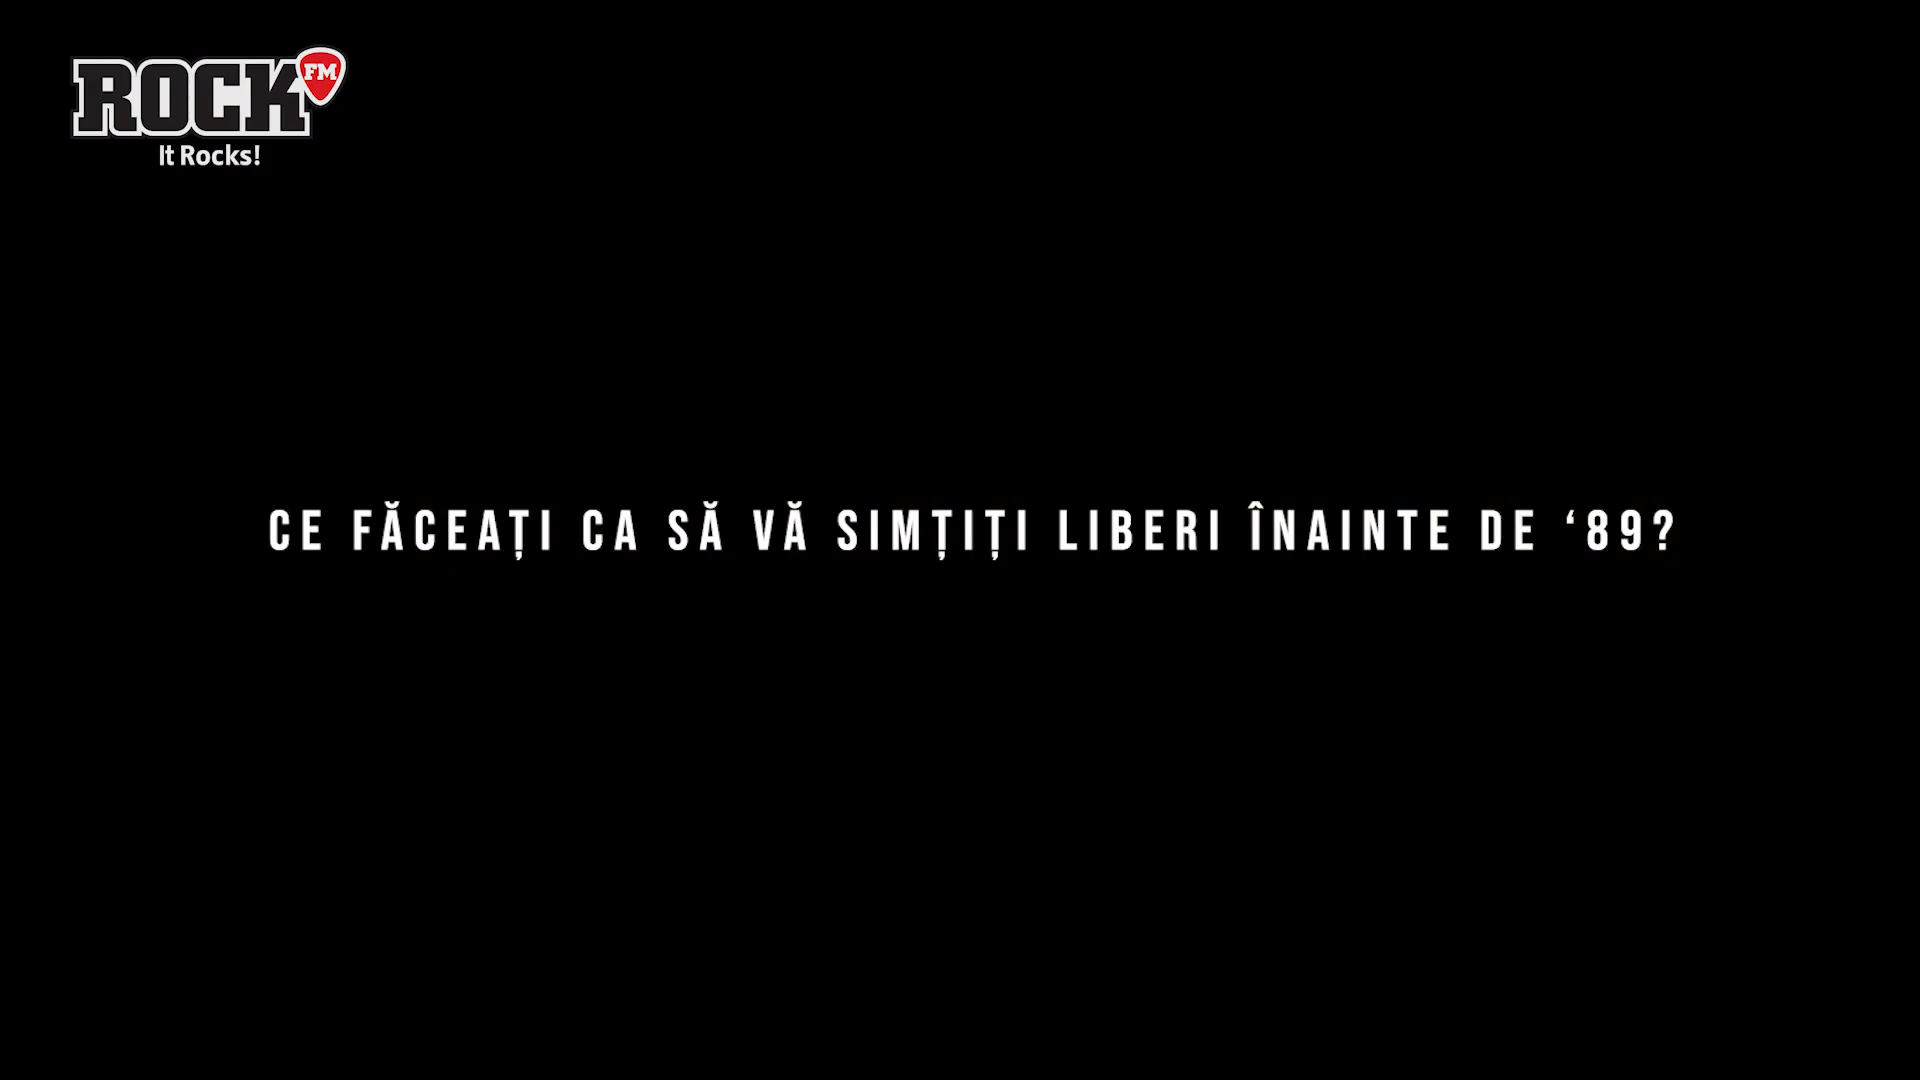 ROCK FM
It Rocks!
CE FĂCEAȚI CA SĂ VĂ SIMȚIȚI LIBERI ÎNAINTE DE ‘89?